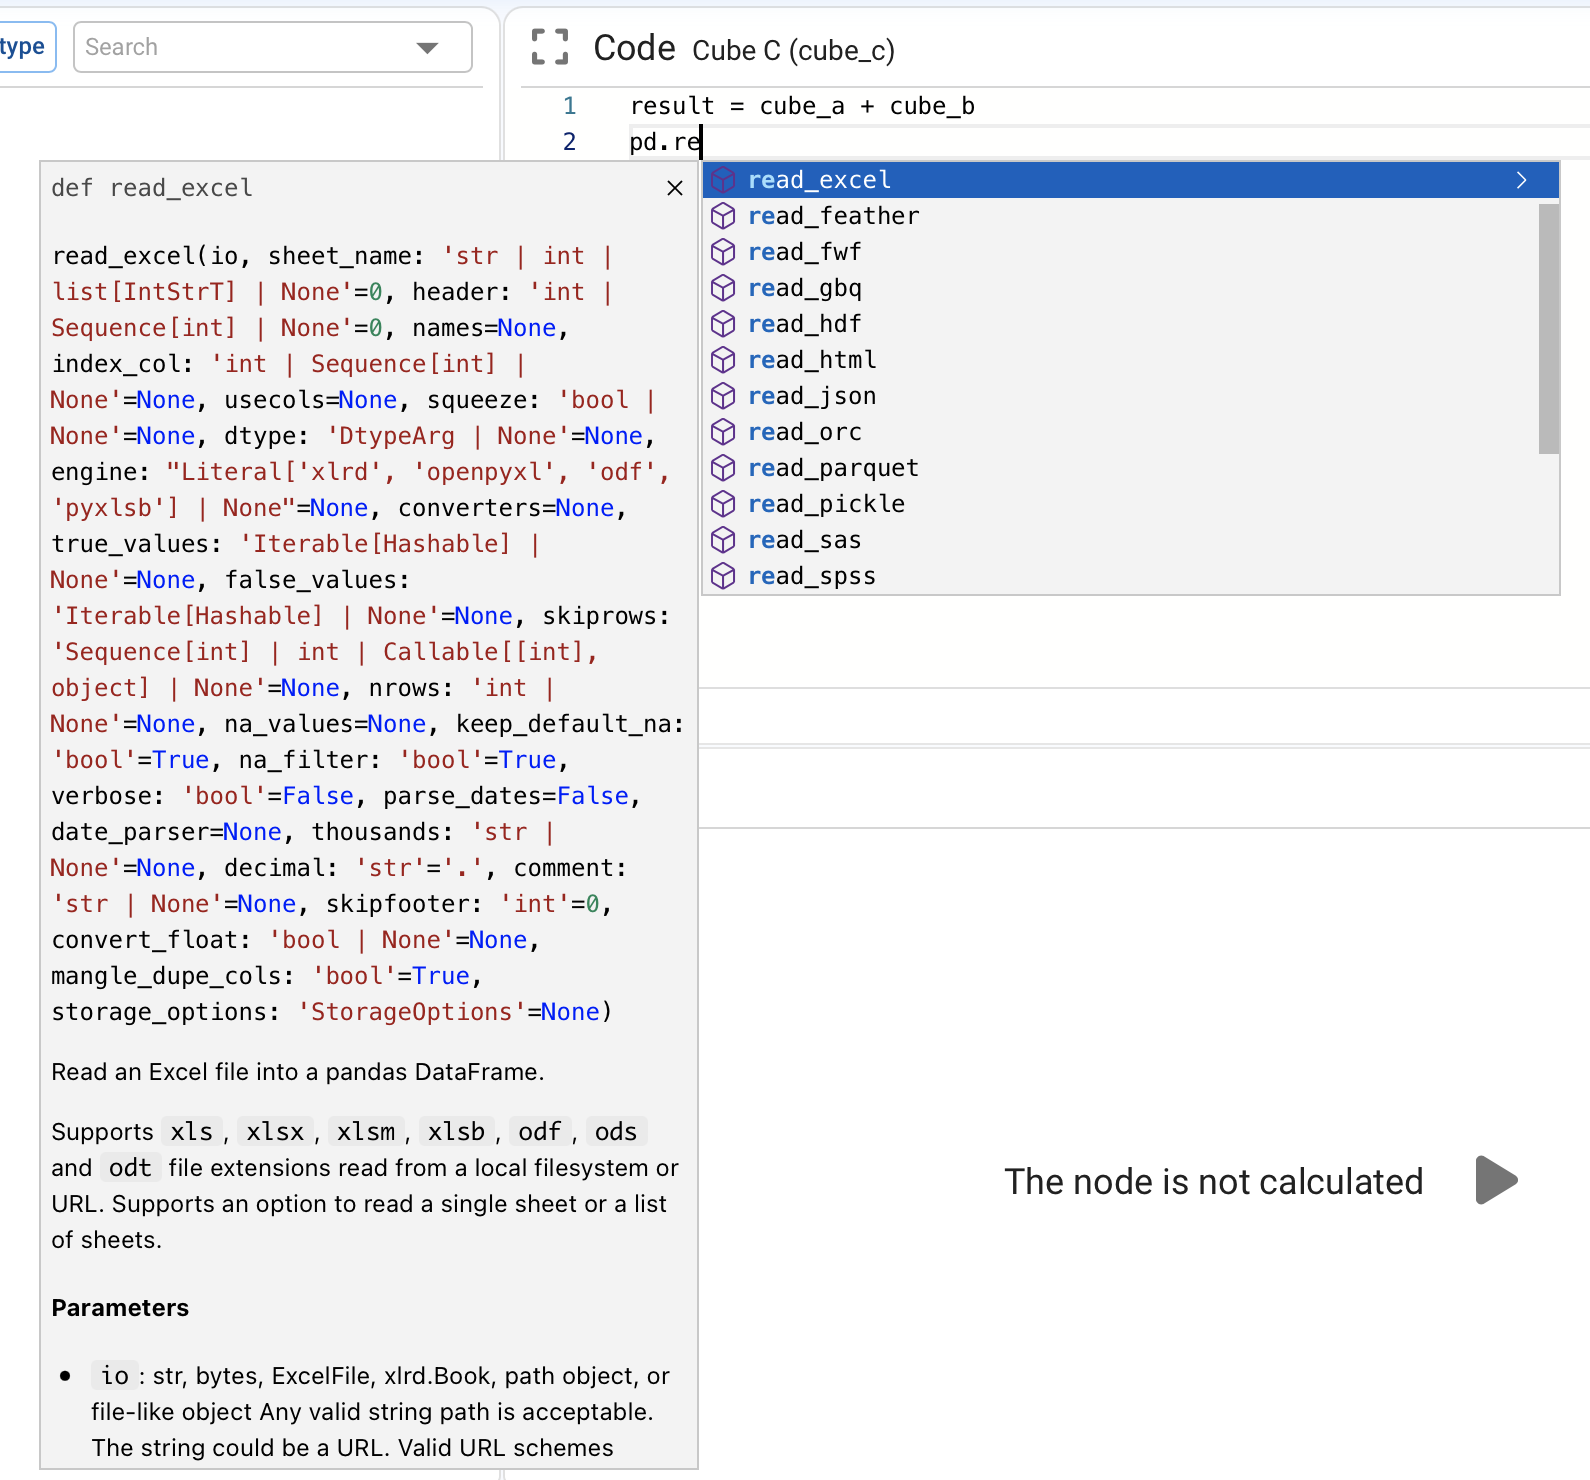 type
Search
Code Cube C (cube_c)
1 result = cube_a + cube_b
2 pd.re
def read_excel
read_excel(io, sheet_name: 'str | int |
list[IntStrT] | None'=0, header: 'int |
Sequence[int] | None'=0, names=None,
index_col: 'int | Sequence[int] |
None'=None, usecols=None, squeeze: 'bool |
None'=None, dtype: 'DtypeArg | None'=None,
engine: "Literal['xlrd', 'openpyxl', 'odf',
'pyxlsb'] | None"=None, converters=None,
true_values: 'Iterable[Hashable] |
None'=None, false_values:
'Iterable[Hashable] | None'=None, skiprows:
'Sequence[int] | int | Callable[[int],
object] | None'=None, nrows: 'int |
None'=None, na_values=None, keep_default_na:
'bool'=True, na_filter: 'bool'=True,
verbose: 'bool'=False, parse_dates=False,
date_parser=None, thousands: 'str |
None'=None, decimal: 'str'='.', comment:
'str | None'=None, skipfooter: 'int'=0,
convert_float: 'bool | None'=None,
mangle_dupe_cols: 'bool'=True,
storage_options: 'StorageOptions'=None)
Read an Excel file into a pandas DataFrame.
Supports xls, xlsx, xlsm, xlsb, odf, ods
and odt file extensions read from a local filesystem or
URL. Supports an option to read a single sheet or a list
of sheets.
Parameters
• io: str, bytes, ExcelFile, xlrd.Book, path object, or
file-like object Any valid string path is acceptable.
The string could be a URL. Valid URL schemes
read_excel
read_feather
read_fwf
read_gbq
read_hdf
read_html
read_json
read_orc
read_parquet
read_pickle
read_sas
read_spss
The node is not calculated